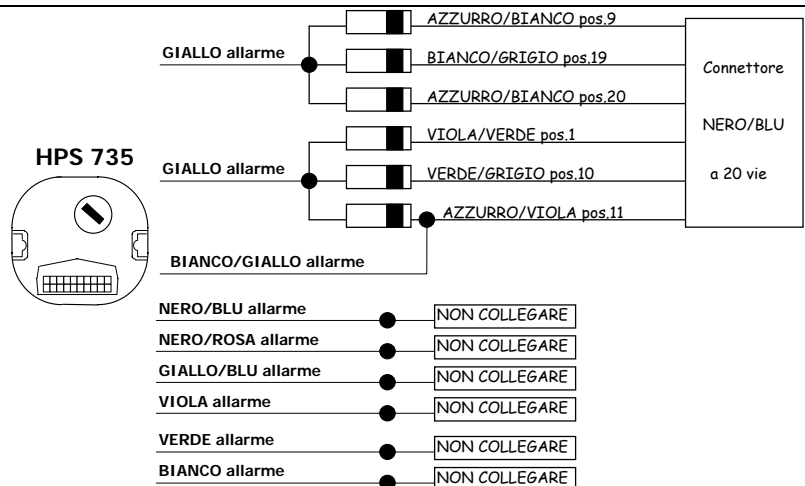 AZZURRO/BIANCO pos.9
GIALLO allarme
BIANCO/GRIGIO pos.19
Connettore
AZZURRO/BIANCO pos.20
NERO/BLU
VIOLA/VERDE pos.1
HPS 735
GIALLO allarme
VERDE/GRIGIO pos.10
a 20 vie
AZZURRO/VIOLA pos.11
BIANCO/GIALLO allarme
NERO/BLU allarme
NON COLLEGARE
NERO/ROSA allarme
NON COLLEGARE
GIALLO/BLU allarme
NON COLLEGARE
VIOLA allarme
NON COLLEGARE
VERDE allarme
NON COLLEGARE
BIANCO allarme
NON COLLEGARE